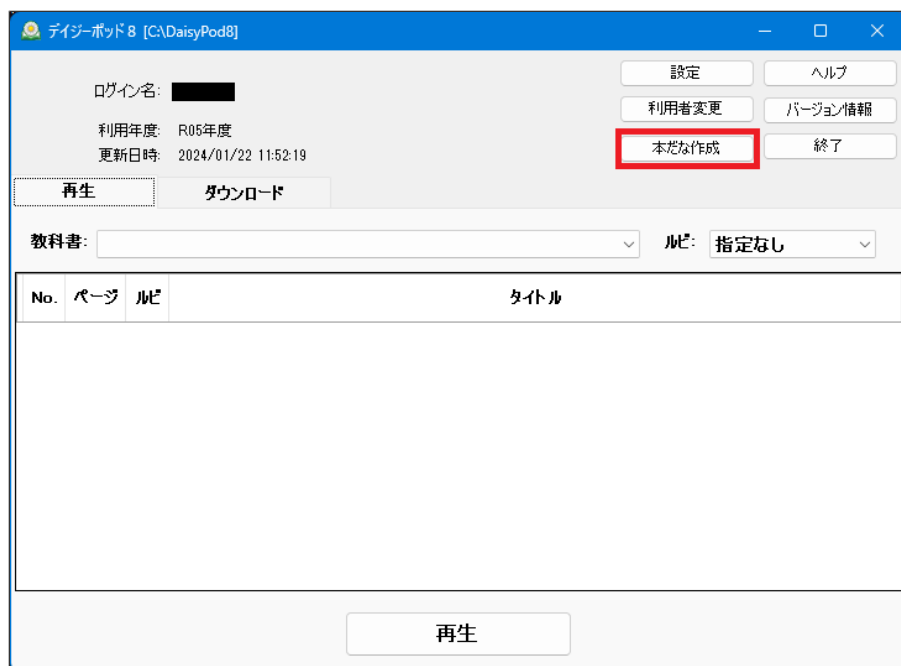 デイジーポッド8 [C:\DaisyPod8]
設定 ヘルプ
ログイン名:
利用者変更 バージョン情報
利用年度: R05年度
本だな作成 終了
更新日時: 2024/01/22 11:52:19
再生 ダウンロード
教科書: ルビ: 指定なし
No. ページ ルビ タイトル
再生